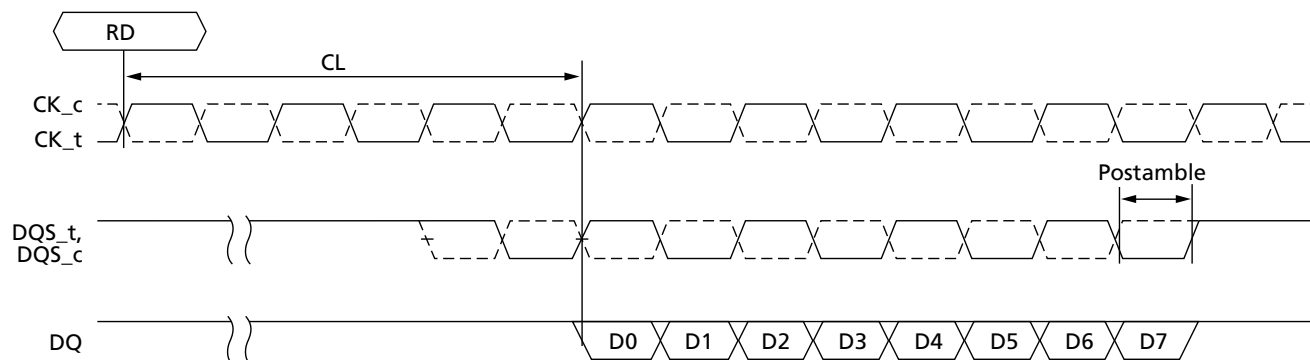 RD
CL
CK_c
CK_t
Postamble
DQS_t,
DQS_c
DQ D0 D1 D2 D3 D4 D5 D6 D7